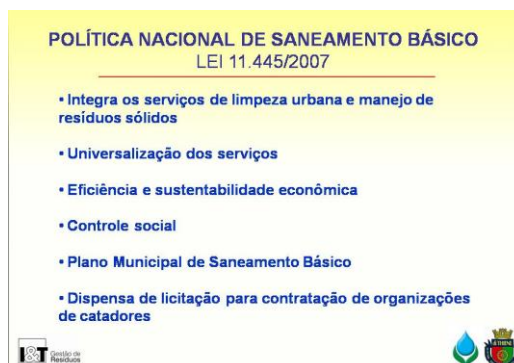 POLÍTICA NACIONAL DE SANEAMENTO BÁSICO
LEI 11.445/2007
• Integra os serviços de limpeza urbana e manejo de
resíduos sólidos
• Universalização dos serviços
• Eficiência e sustentabilidade econômica
• Controle social
• Plano Municipal de Saneamento Básico
• Dispensa de licitação para contratação de organizações
de catadores
I&T Gestão de
Resíduos